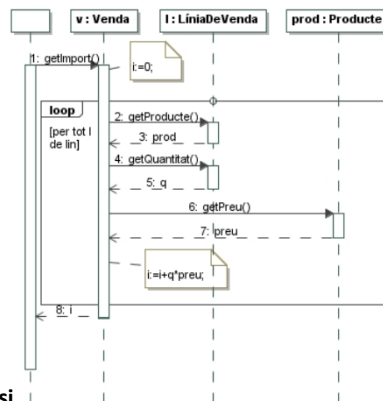 v : Venda
l : LíniaDeVenda
prod : Producte
1: getImport()
i:=0;
loop
[per tot l
de lin]
2: getProducte()
3: prod
4: getQuantitat()
5: q
6: getPreu()
7: preu
i:=i+q*preu;
8: i
si